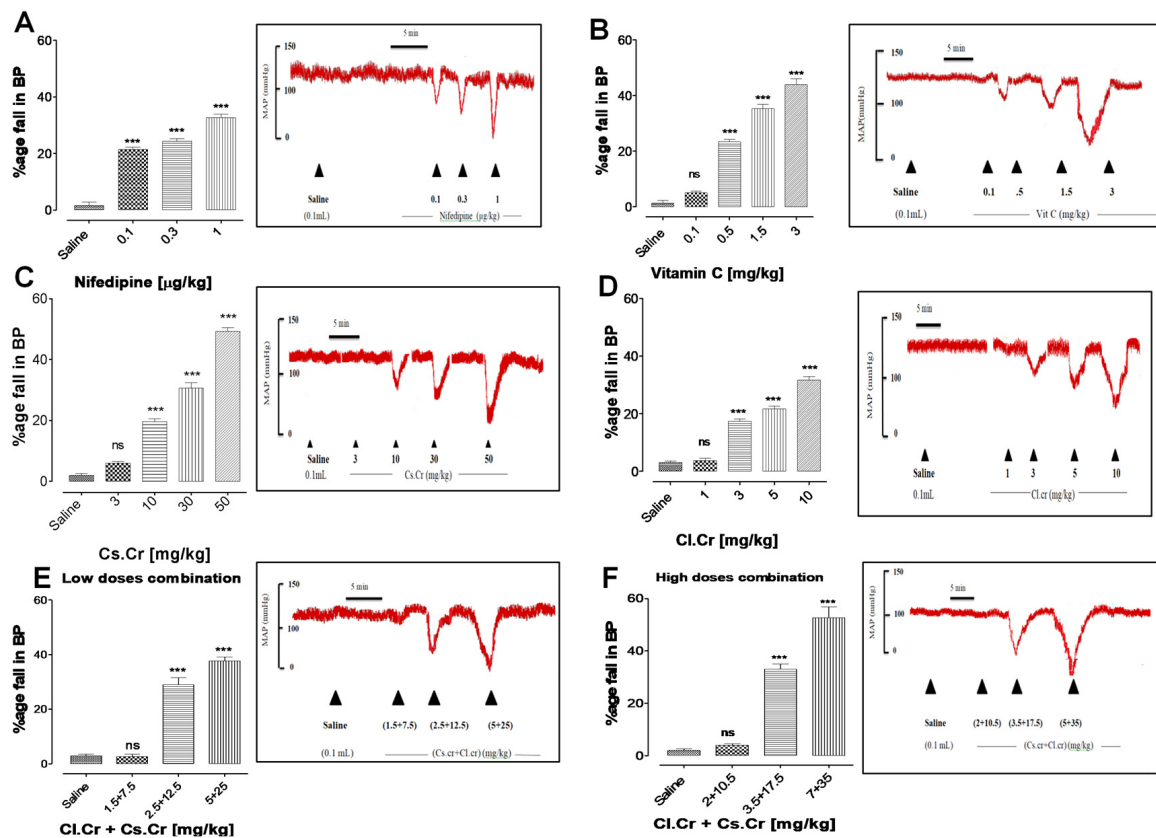 A
%age fall in BP
60
40
20
0
***
***
***
Saline
0.1
0.3
1
Nifedipine [µg/kg]
5 min
MAP (mmHg)
150
100
0
Saline
(0.1mL)
0.1
0.3
1
Nifedipine (µg/kg)
B
%age fall in BP
60
40
20
0
ns
***
***
***
Saline
0.1
0.5
1.5
3
Vitamin C [mg/kg]
5 min
MAP(mmHg)
150
100
0
Saline
(0.1mL)
0.1
.5
1.5
3
Vit C (mg/kg)
C
%age fall in BP
60
40
20
0
ns
***
***
***
Saline
3
10
30
50
Cs.Cr [mg/kg]
5 min
MAP (mmHg)
150
100
0
Saline
0.1mL
3
10
30
50
Cs.Cr (mg/kg)
D
%age fall in BP
60
40
20
0
ns
***
***
***
Saline
1
3
5
10
Cl.Cr [mg/kg]
5 min
MAP (mmHg)
150
100
0
Saline
0.1mL
1
3
5
10
Cl.cr (mg/kg)
E
Low doses combination
%age fall in BP
60
40
20
0
ns
***
***
Saline
1.5+7.5
2.5+12.5
5+25
Cl.Cr + Cs.Cr [mg/kg]
5 min
MAP (mmHg)
150
100
0
Saline
(0.1 mL)
(1.5+7.5)
(2.5+12.5)
(5+25)
(Cs.cr+Cl.cr) (mg/kg)
F
High doses combination
%age fall in BP
60
40
20
0
ns
***
***
Saline
2+10.5
3.5+17.5
7+35
Cl.Cr + Cs.Cr [mg/kg]
5 min
MAP (mmHg)
150
100
0
Saline
(0.1 mL)
(2+10.5)
(3.5+17.5)
(5+35)
(Cs.cr+Cl.cr) (mg/kg)